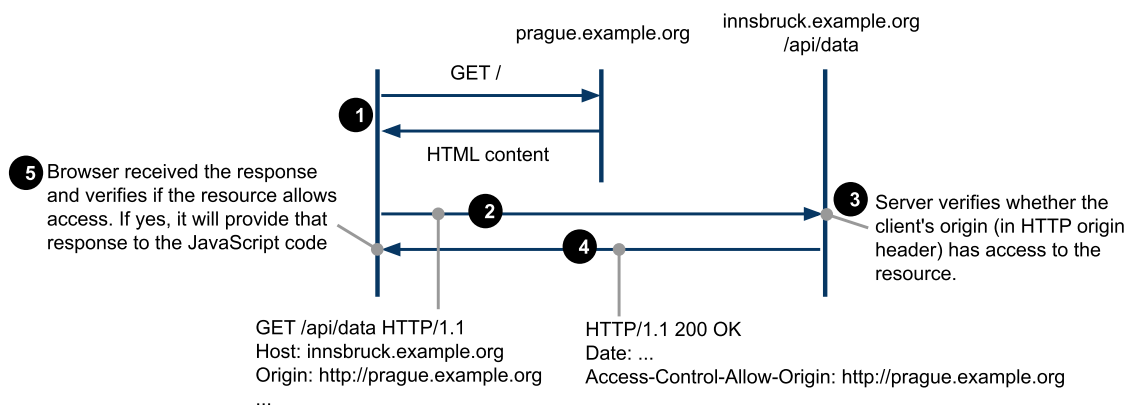 prague.example.org
innsbruck.example.org
/api/data
GET /
1
HTML content
5 Browser received the response
and verifies if the resource allows
access. If yes, it will provide that
response to the JavaScript code
2
3 Server verifies whether the
client's origin (in HTTP origin
header) has access to the
resource.
4
GET /api/data HTTP/1.1
Host: innsbruck.example.org
Origin: http://prague.example.org
...
HTTP/1.1 200 OK
Date: ...
Access-Control-Allow-Origin: http://prague.example.org